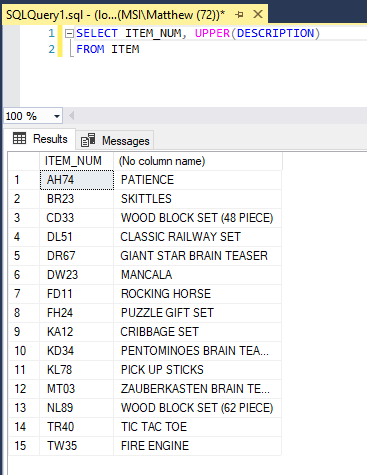 SQLQuery1.sql - (lo...(MSI\Matthew (72))*
1 SELECT ITEM_NUM, UPPER(DESCRIPTION)
2 FROM ITEM
100 %
Results Messages
ITEM_NUM (No column name)
1 AH74 PATIENCE
2 BR23 SKITTLES
3 CD33 WOOD BLOCK SET (48 PIECE)
4 DL51 CLASSIC RAILWAY SET
5 DR67 GIANT STAR BRAIN TEASER
6 DW23 MANCALA
7 FD11 ROCKING HORSE
8 FH24 PUZZLE GIFT SET
9 KA12 CRIBBAGE SET
10 KD34 PENTOMINOES BRAIN TEA...
11 KL78 PICK UP STICKS
12 MT03 ZAUBERKASTEN BRAIN TE...
13 NL89 WOOD BLOCK SET (62 PIECE)
14 TR40 TIC TAC TOE
15 TW35 FIRE ENGINE